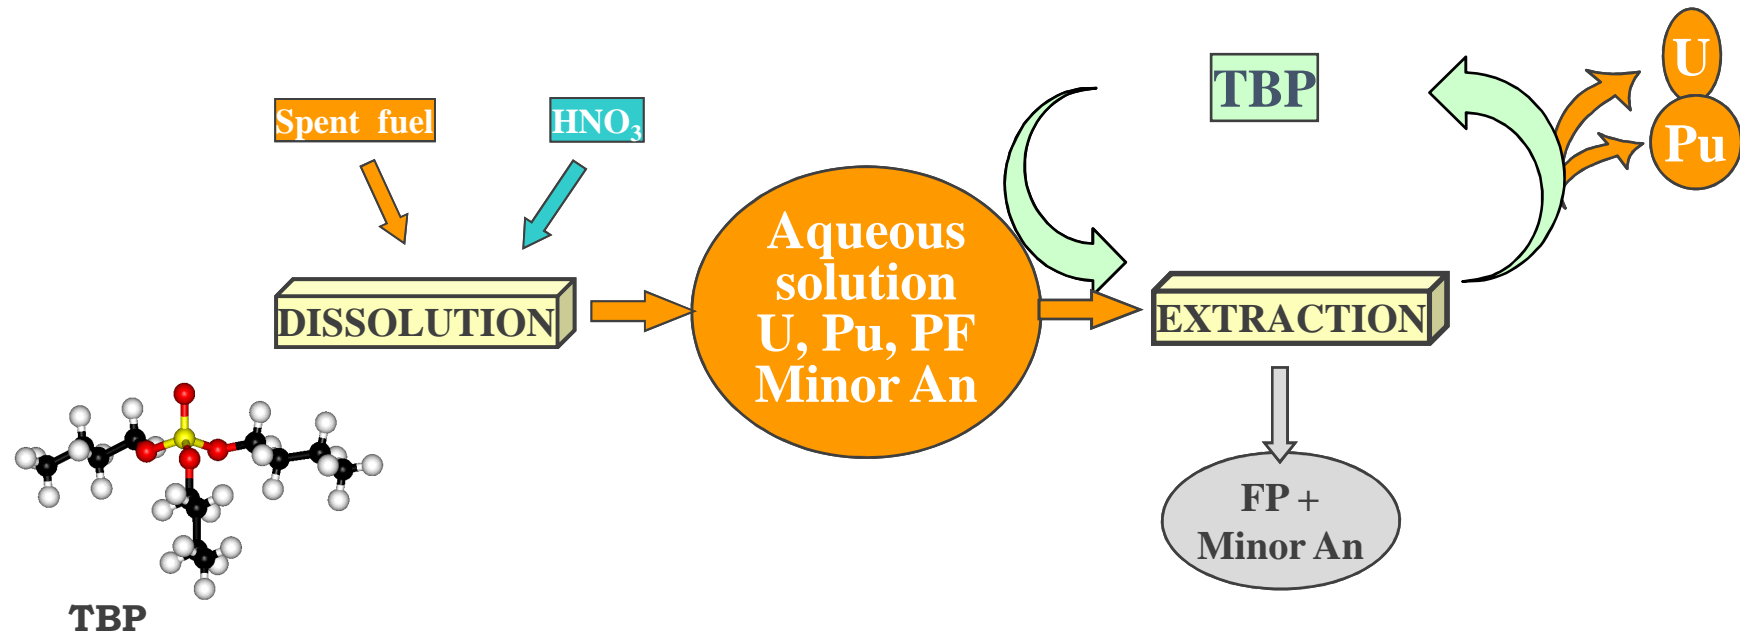 U
TBP
Spent fuel
HNO₃
Pu
Aqueous
solution
U, Pu, PF
Minor An
DISSOLUTION
EXTRACTION
FP +
Minor An
TBP